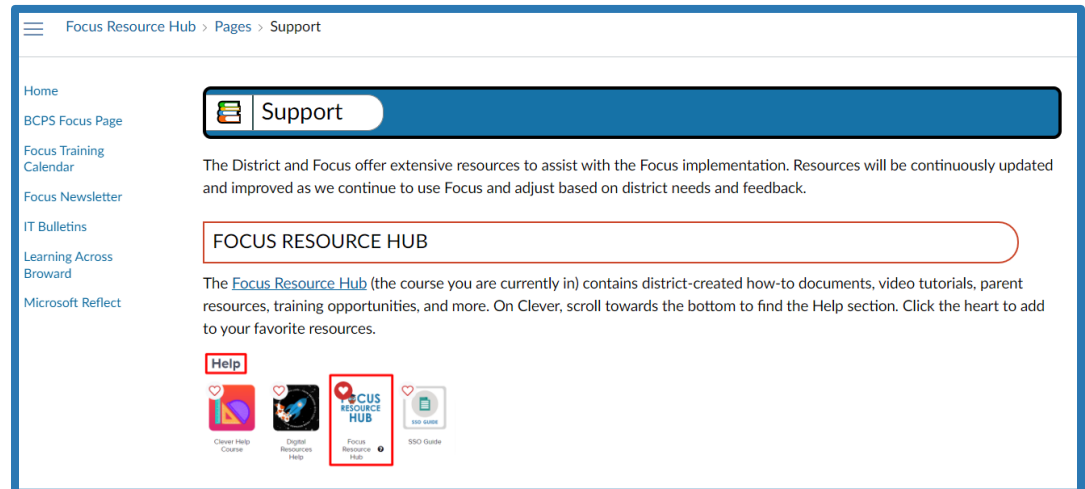 Focus Resource Hub > Pages > Support
Home
BCPS Focus Page
Focus Training
Calendar
Focus Newsletter
IT Bulletins
Learning Across
Broward
Microsoft Reflect
Support
The District and Focus offer extensive resources to assist with the Focus implementation. Resources will be continuously updated
and improved as we continue to use Focus and adjust based on district needs and feedback.
FOCUS RESOURCE HUB
The Focus Resource Hub (the course you are currently in) contains district-created how-to documents, video tutorials, parent
resources, training opportunities, and more. On Clever, scroll towards the bottom to find the Help section. Click the heart to add
to your favorite resources.
Help
FOCUS
RESOURCE
HUB
SSO GUIDE
Clever Help
Course
Digital
Resources
Help
Focus
Resource
Hub
SSO Guide